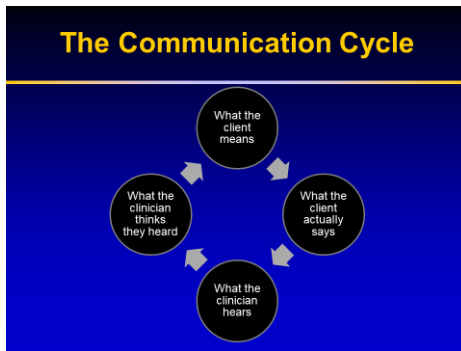 The Communication Cycle
What the
client
means
What the
client
actually
says
What the
clinician
hears
What the
clinician
thinks
they heard